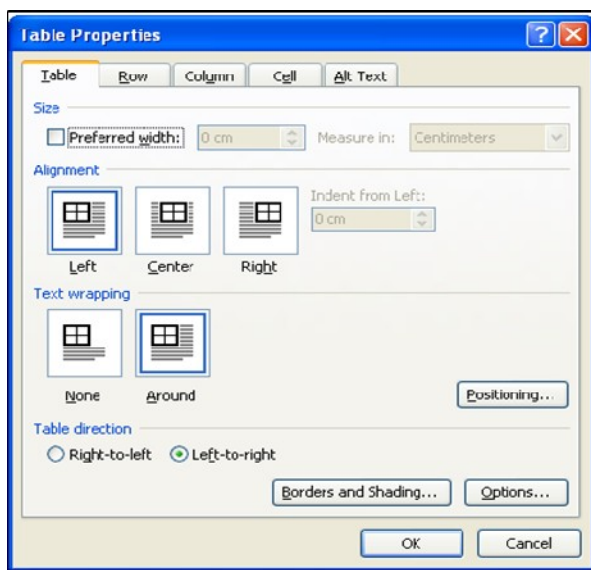 Table Properties
Table Row Column Cell Alt Text
Size
Preferred width: 0 cm Measure in: Centimeters
Alignment
Indent from Left:
0 cm
Left Center Right
Text wrapping
None Around
Positioning...
Table direction
Right-to-left Left-to-right
Borders and Shading... Options...
OK Cancel